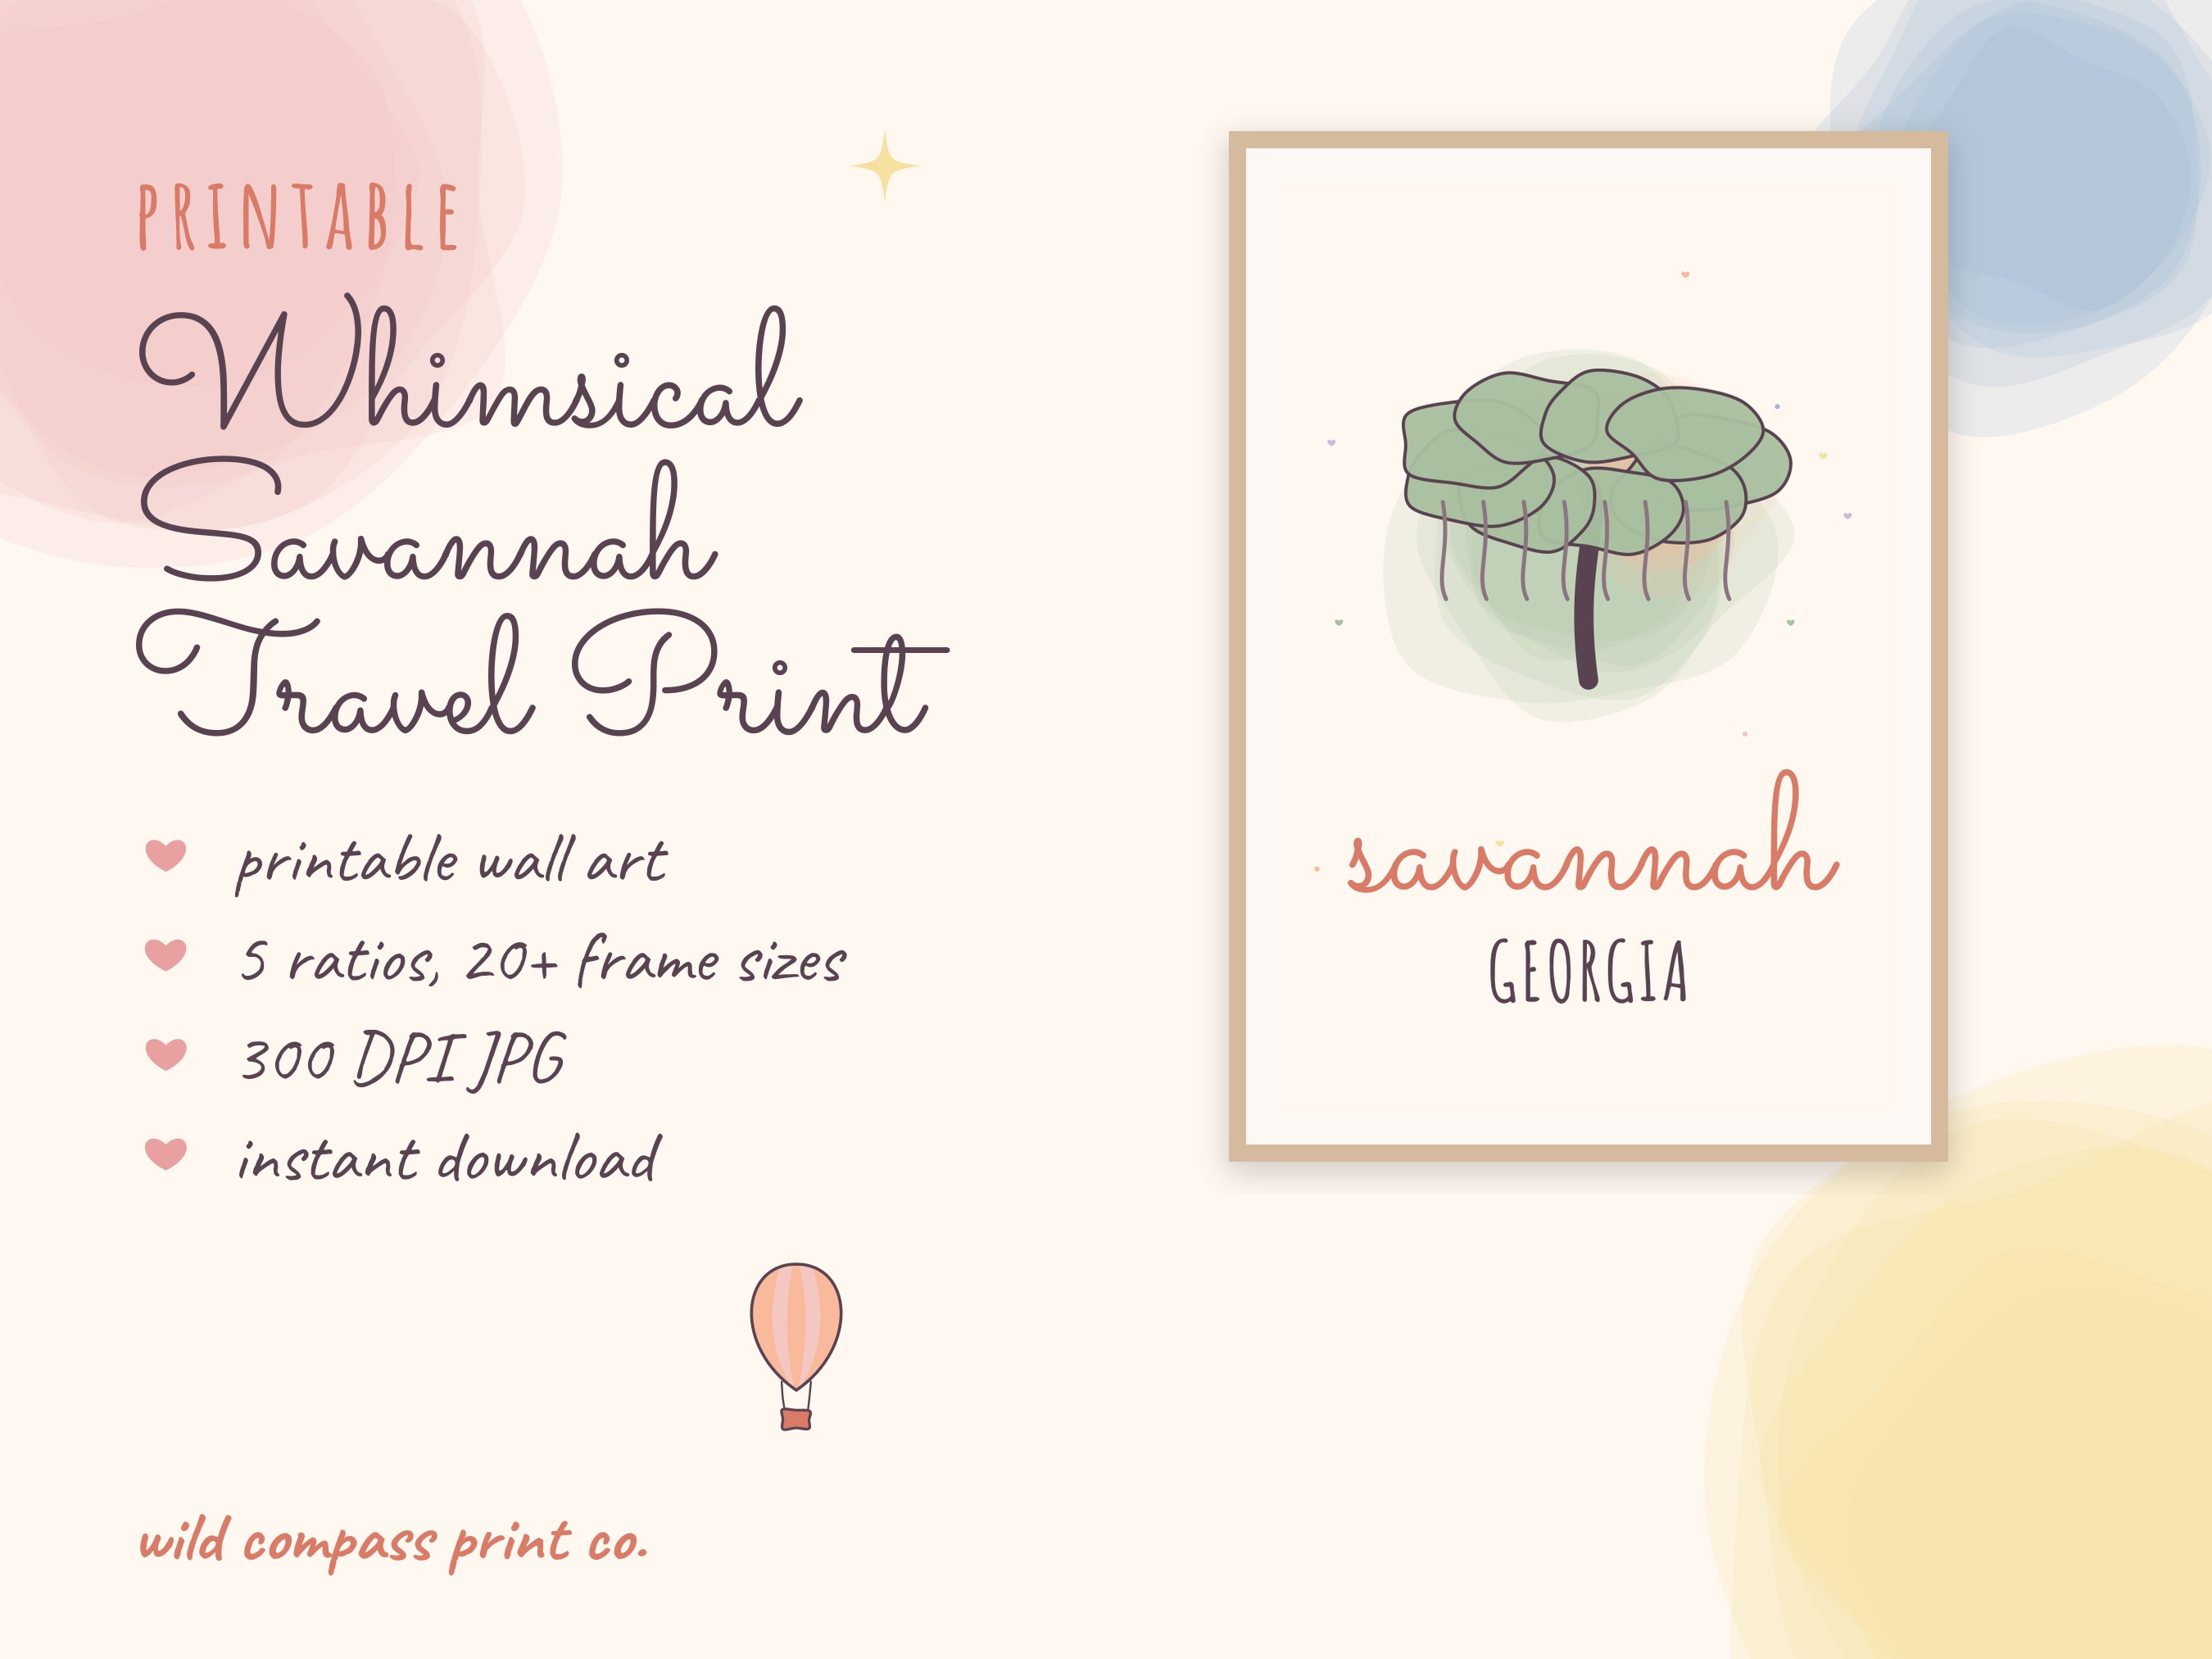 PRINTABLE
Whimsical
Savannah
Travel Print
printable wall art
5 ratios, 20+ frame sizes
300 DPI JPG
instant download
wild compass print co.
savannah
GEORGIA